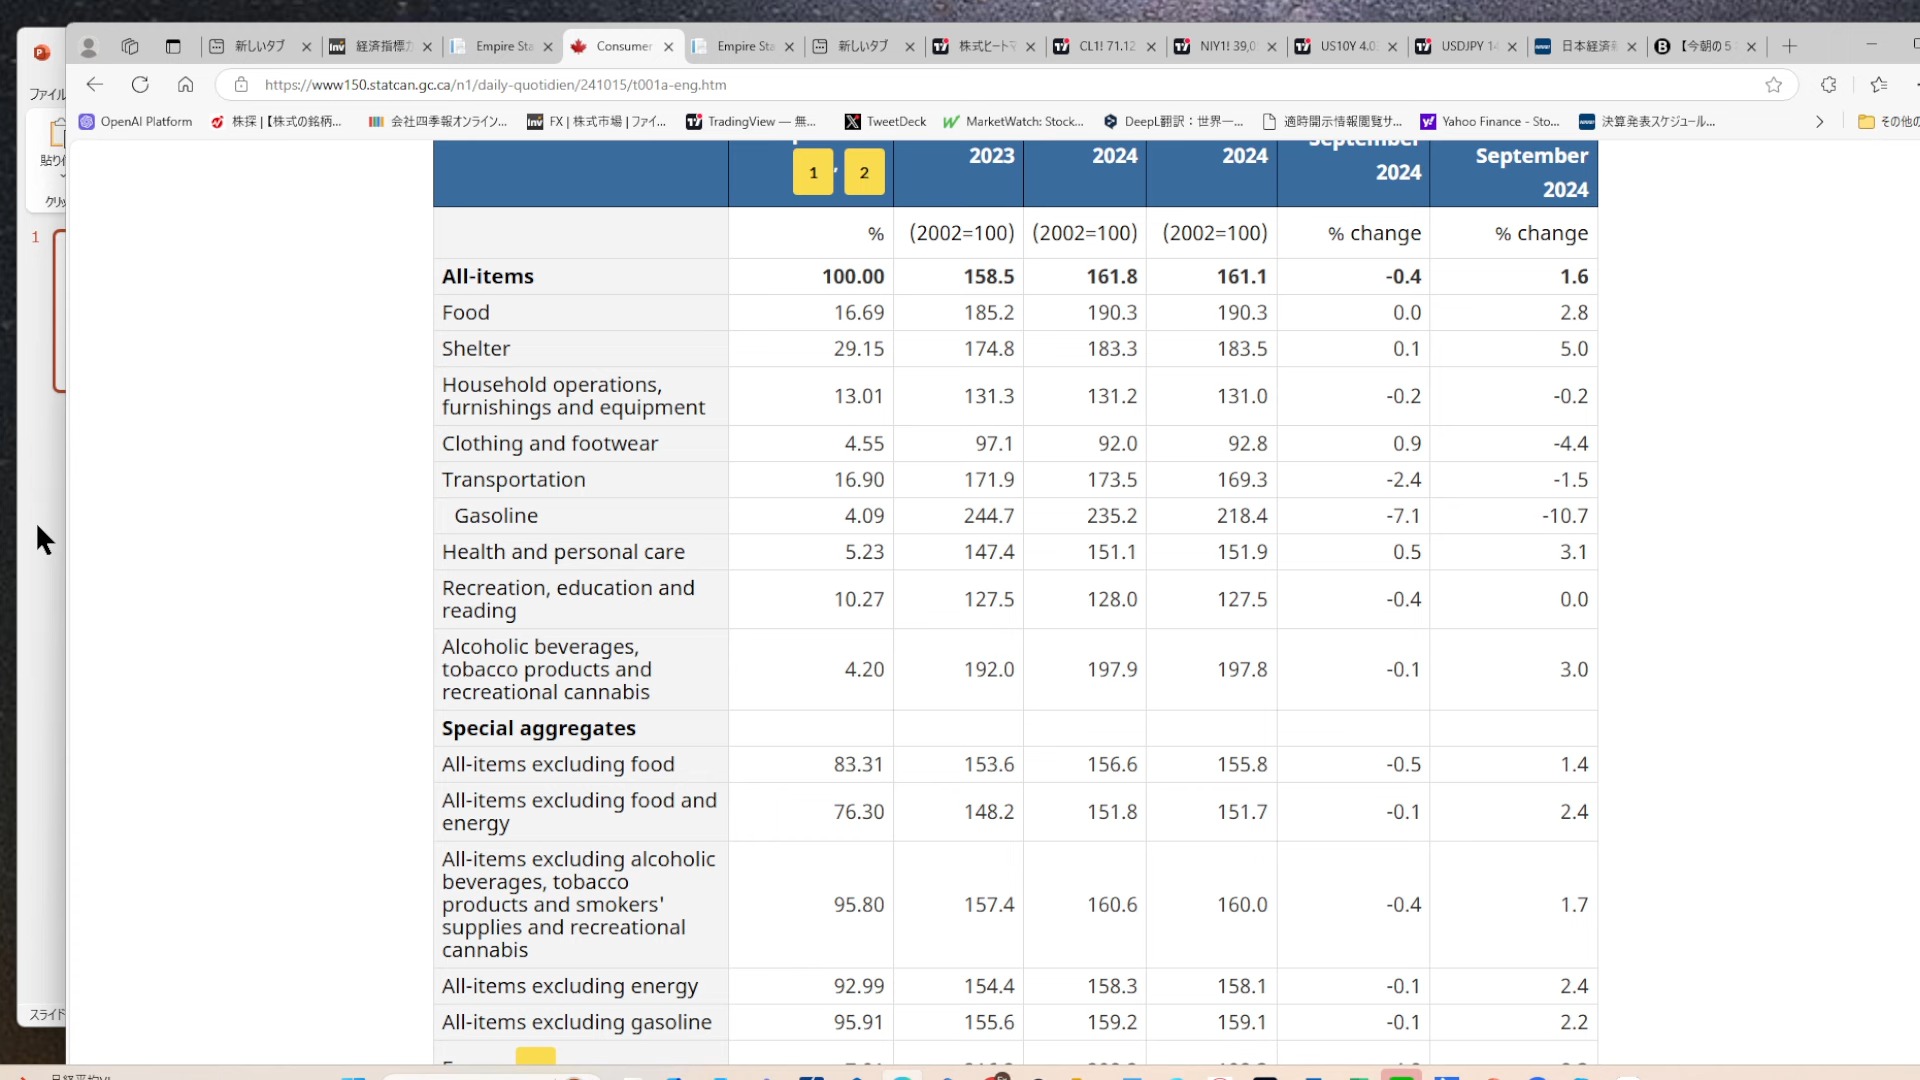 新しいタブ
経済指標カ
Empire Sta
Consumer
Empire Sta
新しいタブ
株式ヒートマ
CL1! 71.12
NIY1! 39,0
US10Y 4.0
USDJPY 14
日本経済新
【今朝の5
ファイル
https://www150.statcan.gc.ca/n1/daily-quotidien/241015/t001a-eng.htm
OpenAI Platform
株探 | 【株式の銘柄...
会社四季報オンライン...
FX | 株式市場 | ファイ...
TradingView — 無...
TweetDeck
MarketWatch: Stock...
DeepL翻訳：世界一...
適時開示情報閲覧サ...
Yahoo Finance - Sto...
決算発表スケジュール...
その他の
貼り付
クリッ
1
1 , 2
2023
2024
2024
September
2024
September
2024
% (2002=100) (2002=100) (2002=100) % change % change
All-items 100.00 158.5 161.8 161.1 -0.4 1.6
Food 16.69 185.2 190.3 190.3 0.0 2.8
Shelter 29.15 174.8 183.3 183.5 0.1 5.0
Household operations,
furnishings and equipment 13.01 131.3 131.2 131.0 -0.2 -0.2
Clothing and footwear 4.55 97.1 92.0 92.8 0.9 -4.4
Transportation 16.90 171.9 173.5 169.3 -2.4 -1.5
Gasoline 4.09 244.7 235.2 218.4 -7.1 -10.7
Health and personal care 5.23 147.4 151.1 151.9 0.5 3.1
Recreation, education and
reading 10.27 127.5 128.0 127.5 -0.4 0.0
Alcoholic beverages,
tobacco products and
recreational cannabis 4.20 192.0 197.9 197.8 -0.1 3.0
Special aggregates
All-items excluding food 83.31 153.6 156.6 155.8 -0.5 1.4
All-items excluding food and
energy 76.30 148.2 151.8 151.7 -0.1 2.4
All-items excluding alcoholic
beverages, tobacco
products and smokers'
supplies and recreational
cannabis 95.80 157.4 160.6 160.0 -0.4 1.7
All-items excluding energy 92.99 154.4 158.3 158.1 -0.1 2.4
All-items excluding gasoline 95.91 155.6 159.2 159.1 -0.1 2.2
スライド